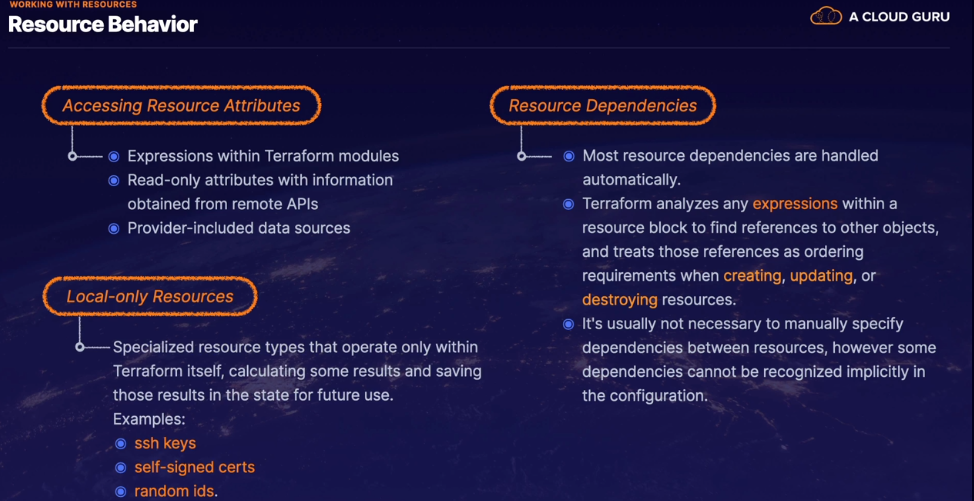 WORKING WITH RESOURCES
Resource Behavior
A CLOUD GURU
Accessing Resource Attributes
Expressions within Terraform modules
Read-only attributes with information
obtained from remote APIs
Provider-included data sources
Local-only Resources
Specialized resource types that operate only within
Terraform itself, calculating some results and saving
those results in the state for future use.
Examples:
ssh keys
self-signed certs
random ids.
Resource Dependencies
Most resource dependencies are handled
automatically.
Terraform analyzes any expressions within a
resource block to find references to other objects,
and treats those references as ordering
requirements when creating, updating, or
destroying resources.
It's usually not necessary to manually specify
dependencies between resources, however some
dependencies cannot be recognized implicitly in
the configuration.